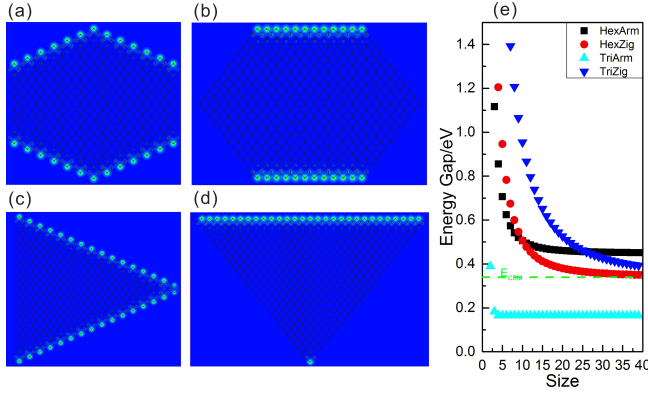 (a)
(b)
(c)
(d)
(e)
HexArm
HexZig
TriArm
TriZig
Energy Gap/eV
1.4
1.2
1.0
0.8
0.6
0.4
0.2
0.0
E_CBM
0 5 10 15 20 25 30 35 40
Size